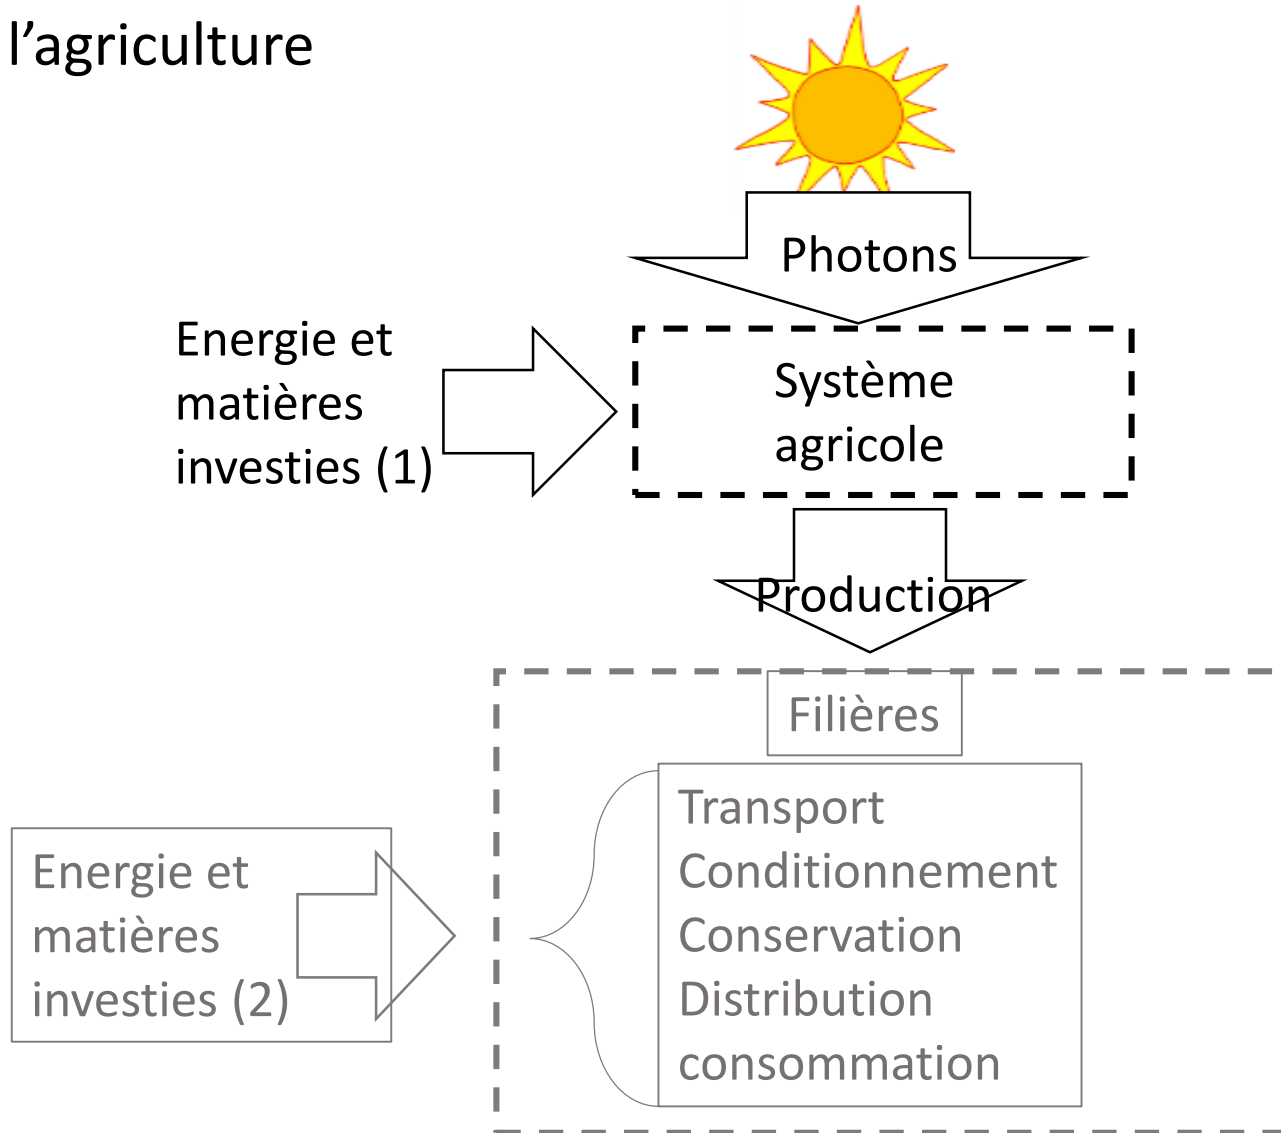 l’agriculture
Photons
Energie et
matières
investies (1)
Système
agricole
Production
Filières
Transport
Conditionnement
Conservation
Distribution
consommation
Energie et
matières
investies (2)